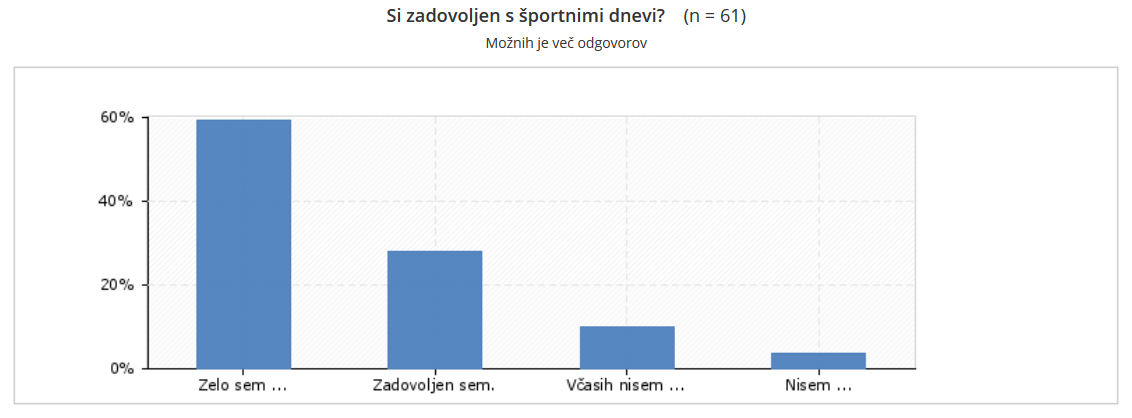 Si zadovoljen s športnimi dnevi? (n = 61)
Možnih je več odgovorov
60%
40%
20%
0%
Zelo sem ... Zadovoljen sem. Včasih nisem ... Nisem ...